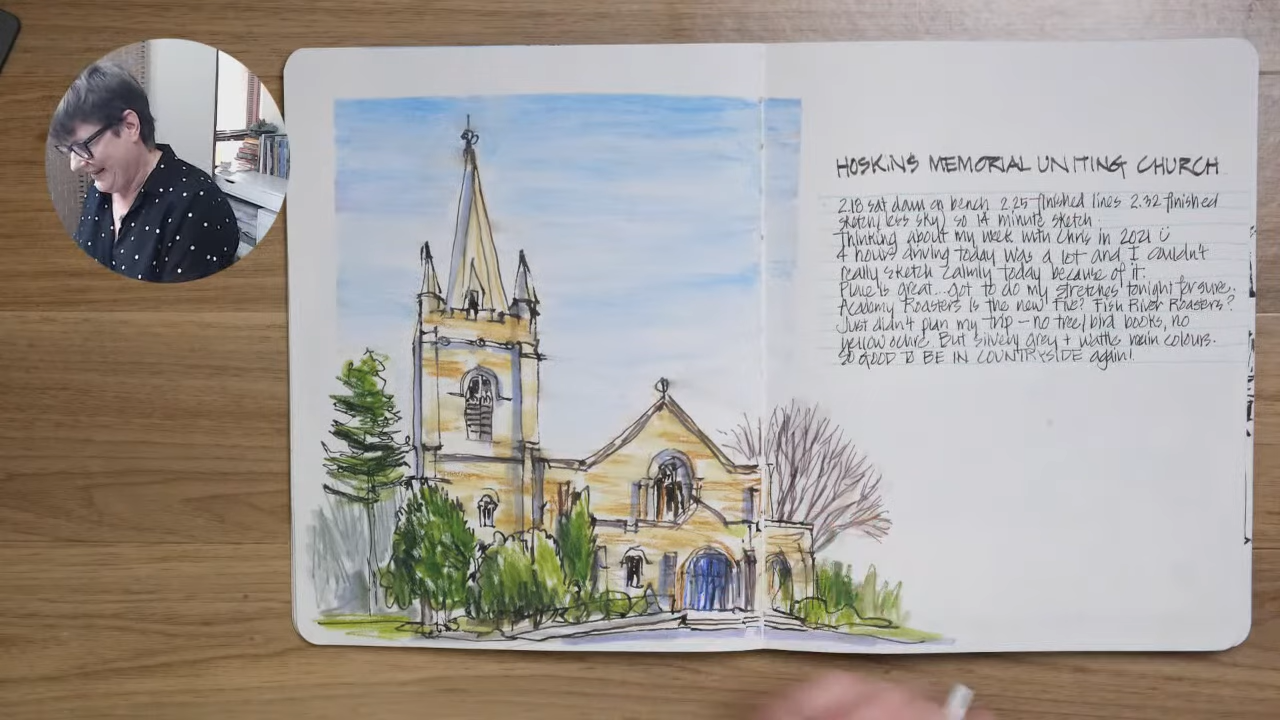 HOSKINS MEMORIAL UNITING CHURCH
2.18 sat down on bench 2.25 finished lines 2.32 finished
sketch (less sky) so 14 minute sketch.
Thinking about my week with Chris in 2021 ü
4 hours driving today was a lot and I couldn't
really sketch calmly today because of it.
Place is great...got to do my stretches tonight for sure.
Academy Roasters is the new Fish River Roasters?
Just didn't plan my trip - no tree/bird books, no
yellow ochre. But silvery grey + wattle main colours.
SO GOOD TO BE IN COUNTRYSIDE again!